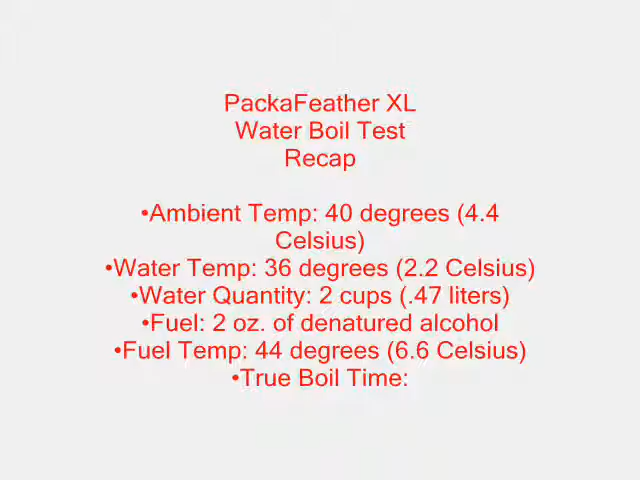 PackaFeather XL
Water Boil Test
Recap
•Ambient Temp: 40 degrees (4.4
Celsius)
•Water Temp: 36 degrees (2.2 Celsius)
•Water Quantity: 2 cups (.47 liters)
•Fuel: 2 oz. of denatured alcohol
•Fuel Temp: 44 degrees (6.6 Celsius)
•True Boil Time: